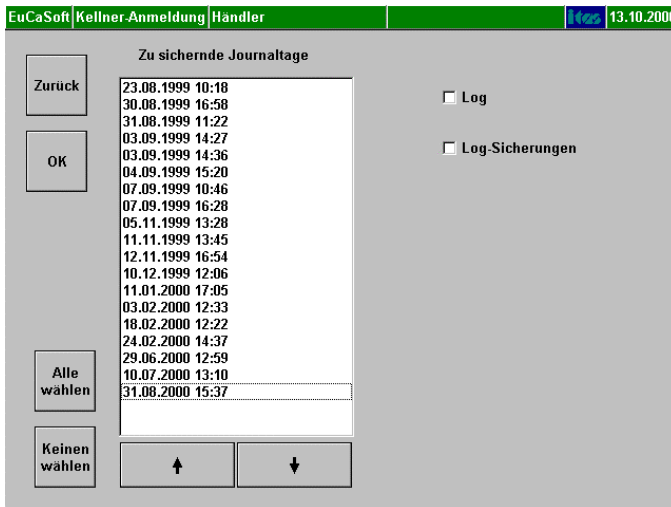 EuCaSoft Kellner-Anmeldung Händler itas 13.10.2000
Zu sichernde Journaltage
Zurück
OK
Alle
wählen
Keinen
wählen
23.08.1999 10:18
30.08.1999 16:58
31.08.1999 11:22
03.09.1999 14:27
03.09.1999 14:36
04.09.1999 15:20
07.09.1999 10:46
07.09.1999 16:28
05.11.1999 13:28
11.11.1999 13:45
12.11.1999 16:54
10.12.1999 12:06
11.01.2000 17:05
03.02.2000 12:33
18.02.2000 12:22
24.02.2000 14:37
29.06.2000 12:59
10.07.2000 13:10
31.08.2000 15:37
Log
Log-Sicherungen